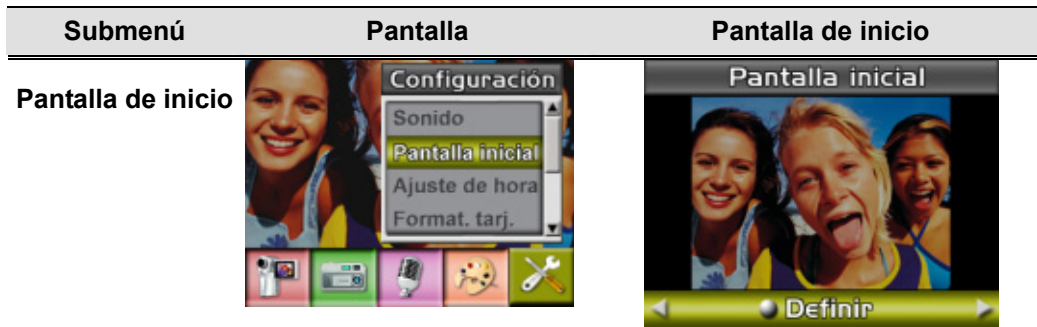 Submenú Pantalla Pantalla de inicio
Pantalla de inicio
Configuración
Sonido
Pantalla inicial
Ajuste de hora
Format. tarj.
Pantalla inicial
Definir